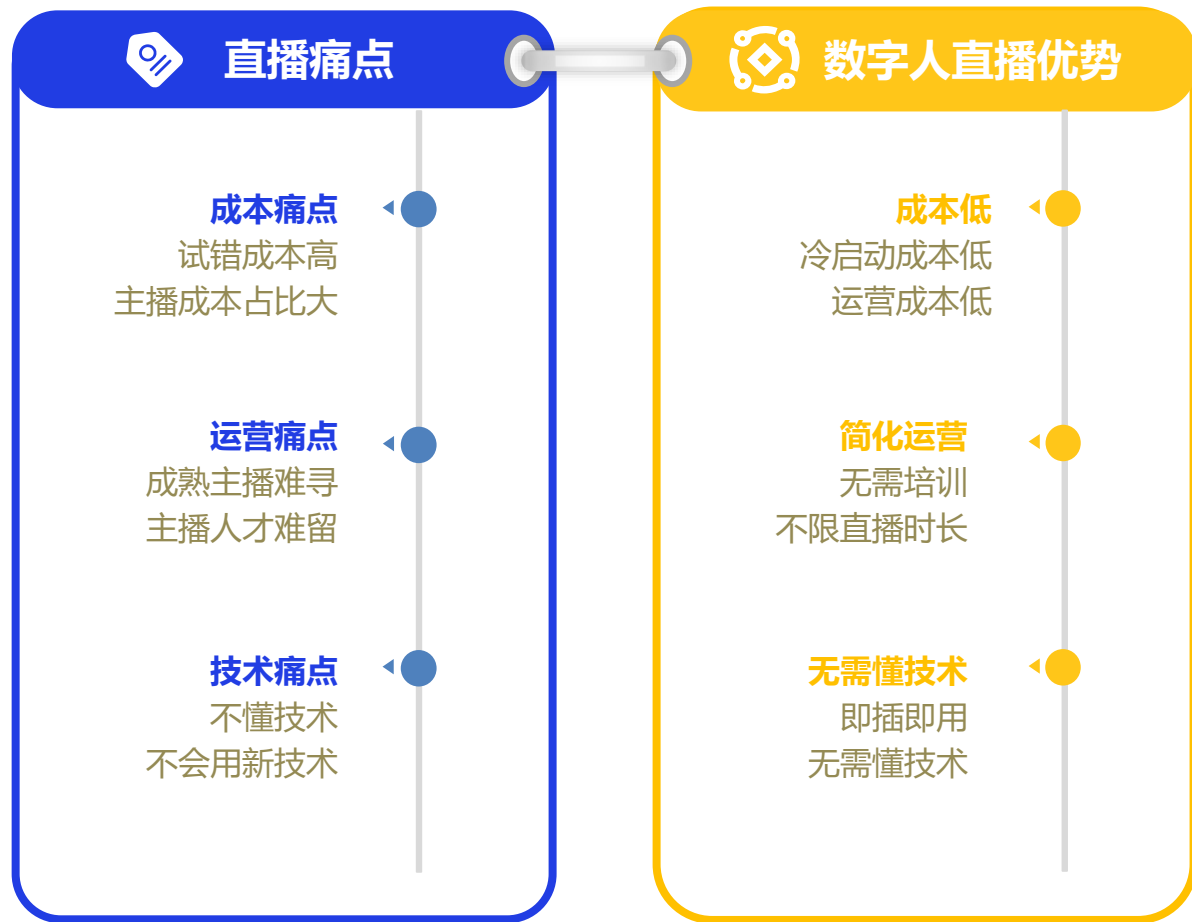 直播痛点
成本痛点
试错成本高
主播成本占比大
运营痛点
成熟主播难寻
主播人才难留
技术痛点
不懂技术
不会用新技术
数字人直播优势
成本低
冷启动成本低
运营成本低
简化运营
无需培训
不限直播时长
无需懂技术
即插即用
无需懂技术